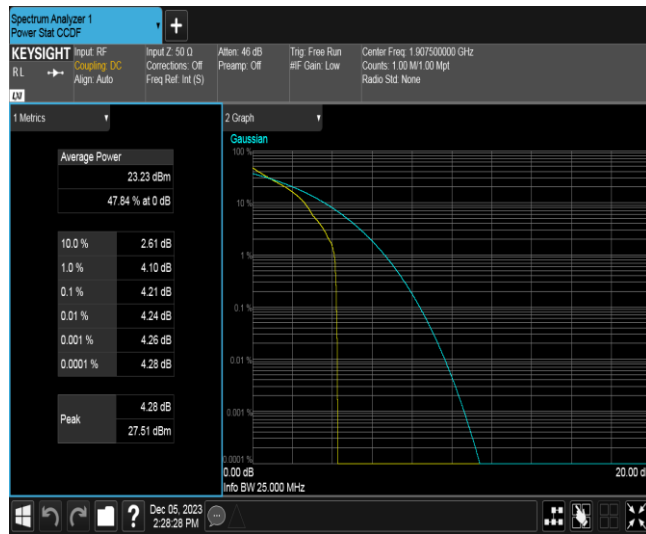 Spectrum Analyzer 1
Power Stat CCDF
+
KEYSIGHT
RL
LXI
Input: RF
Coupling: DC
Align: Auto
Input Z: 50 Ω
Corrections: Off
Freq Ref: Int (S)
Atten: 46 dB
Preamp: Off
Trig: Free Run
#IF Gain: Low
Center Freq: 1.907500000 GHz
Counts: 1.00 M/1.00 Mpt
Radio Std: None
1 Metrics
Average Power
23.23 dBm
47.84 % at 0 dB
10.0 % 2.61 dB
1.0 % 4.10 dB
0.1 % 4.21 dB
0.01 % 4.24 dB
0.001 % 4.26 dB
0.0001 % 4.28 dB
Peak
4.28 dB
27.51 dBm
2 Graph
Gaussian
100 %
10 %
1 %
0.1 %
0.01 %
0.001 %
0.0001 %
0.00 dB 20.00 d
Info BW 25.000 MHz
?
Dec 05, 2023
2:28:28 PM